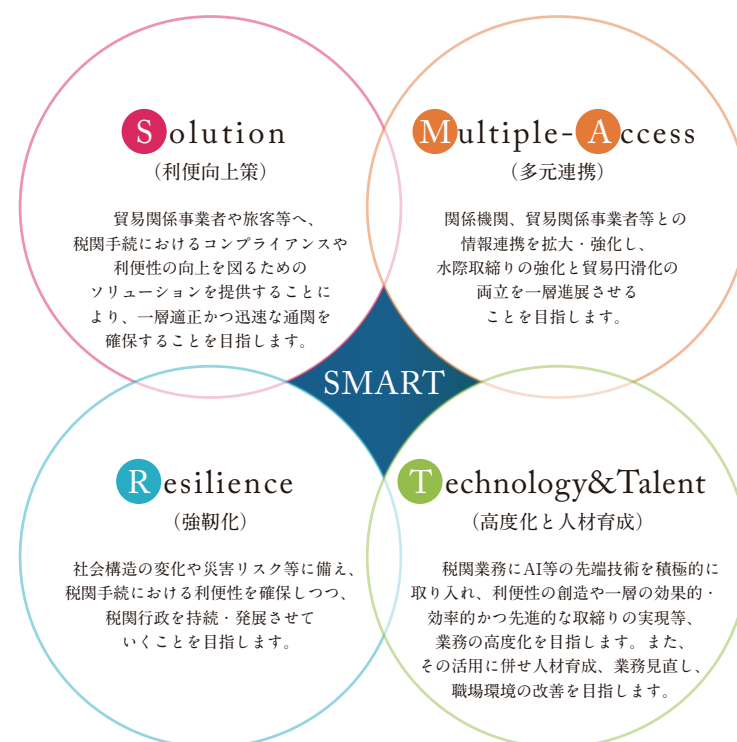 Solution
（利便向上策）
貿易関係事業者や旅客等へ、
税関手続におけるコンプライアンスや
利便性の向上を図るための
ソリューションを提供することに
より、一層適正かつ迅速な通関を
確保することを目指します。
Multiple-Access
（多元連携）
関係機関、貿易関係事業者等との
情報連携を拡大・強化し、
水際取締りの強化と貿易円滑化の
両立を一層進展させる
ことを目指します。
SMART
Resilience
（強靭化）
社会構造の変化や災害リスク等に備え、
税関手続における利便性を確保しつつ、
税関行政を持続・発展させて
いくことを目指します。
Technology&Talent
（高度化と人材育成）
税関業務にAI等の先端技術を積極的に
取り入れ、利便性の創造や一層の効果的・
効率的かつ先進的な取締りの実現等、
業務の高度化を目指します。また、
その活用に併せ人材育成、業務見直し、
職場環境の改善を目指します。